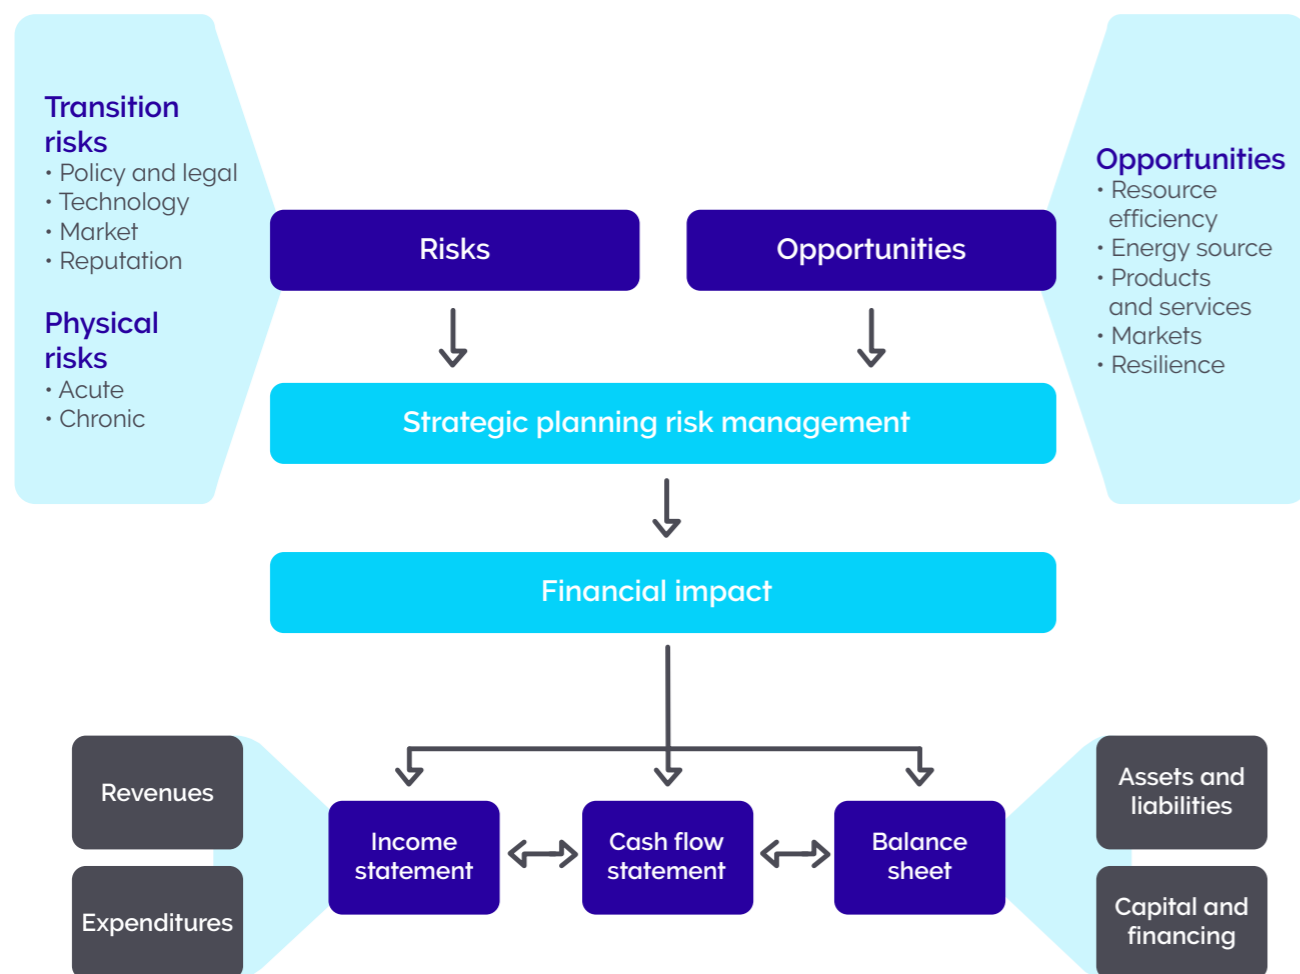 Transition
risks
• Policy and legal
• Technology
• Market
• Reputation
Physical
risks
• Acute
• Chronic
Risks
Opportunities
Opportunities
• Resource
efficiency
• Energy source
• Products
and services
• Markets
• Resilience
Strategic planning risk management
Financial impact
Revenues
Expenditures
Income
statement
Cash flow
statement
Balance
sheet
Assets and
liabilities
Capital and
financing